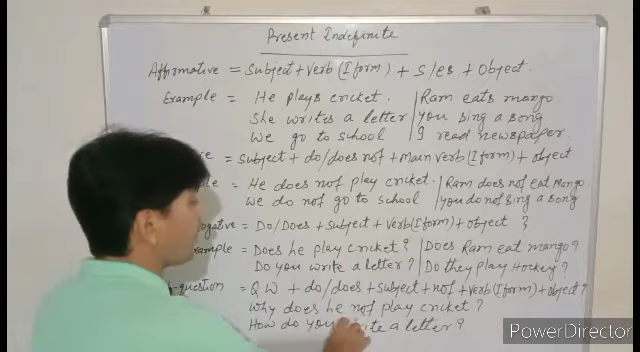 Present Indefinite
Affirmative = Subject + Verb (I form) + S/es + Object.
Example = He plays cricket. | Ram eats mango
She writes a letter | You sing a song
We go to school | I read newspaper.
= Subject + do/does not + Main verb (I form) + object
= He does not play cricket. | Ram does not eat Mango.
We do not go to school | You do not sing a song
ogative = Do/Does + Subject + Verb (I form) + object ?
xample = Does he play cricket? | Does Ram eat mango?
Do you write a letter? | Do they play Hockey?
-question = Q W + do/does + Subject + not + Verb (I form) + object?
Why does he not play cricket?
How do you write a letter?
PowerDirector